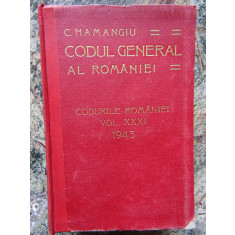 C. HAMANGIU
CODUL GENERAL
AL ROMÂNIEI
CODURILE ROMÂNIEI
VOL. XXXI
1943